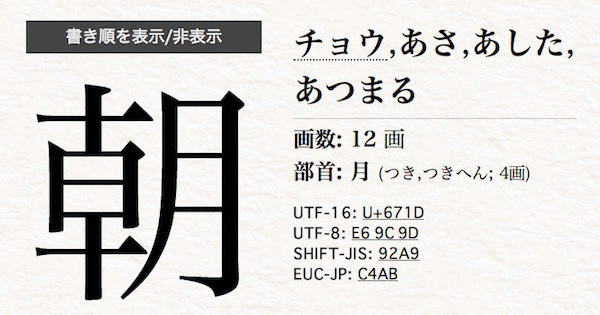 書き順を表示/非表示
朝
チョウ,あさ,あした,
あつまる
画数: 12 画
部首: 月 (つき,つきへん; 4画)
UTF-16: U+671D
UTF-8: E6 9C 9D
SHIFT-JIS: 92A9
EUC-JP: C4AB